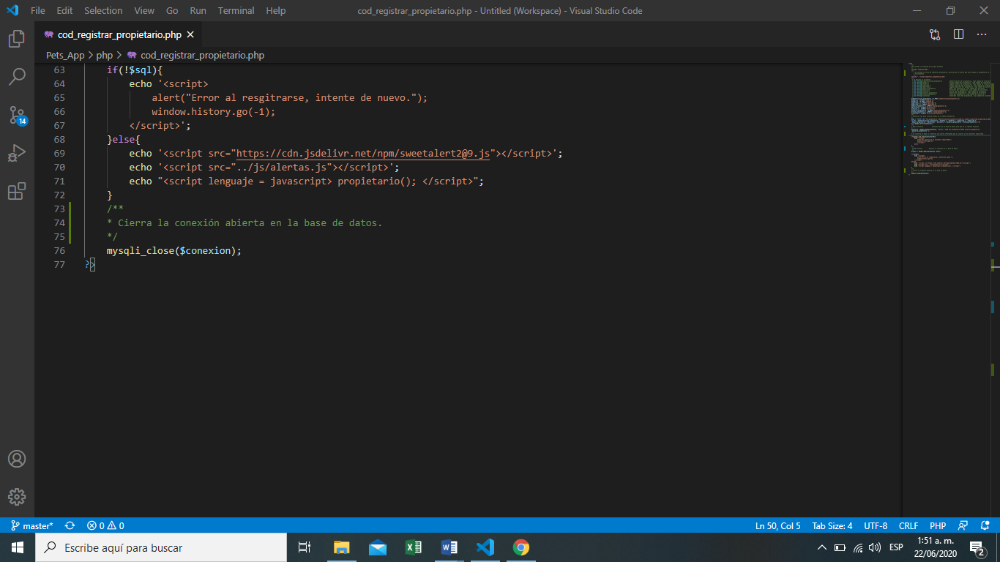 File Edit Selection View Go Run Terminal Help cod_registrar_propietario.php - Untitled (Workspace) - Visual Studio Code
cod_registrar_propietario.php
Pets_App > php > cod_registrar_propietario.php
63 if(!$sql){
64 echo '<script>
65 alert("Error al resgitrarse, intente de nuevo.");
66 window.history.go(-1);
67 </script>';
68 }else{
69 echo '<script src="https://cdn.jsdelivr.net/npm/sweetalert2@9.js"></script>';
70 echo '<script src="../js/alertas.js"></script>';
71 echo "<script lenguaje = javascript> propietario(); </script>";
72 }
73 /**
74 * Cierra la conexión abierta en la base de datos.
75 */
76 mysqli_close($conexion);
77 ?>
14
master* 0 0 Ln 50, Col 5 Tab Size: 4 UTF-8 CRLF PHP
Escribe aquí para buscar
ESP
1:51 a. m.
22/06/2020
2